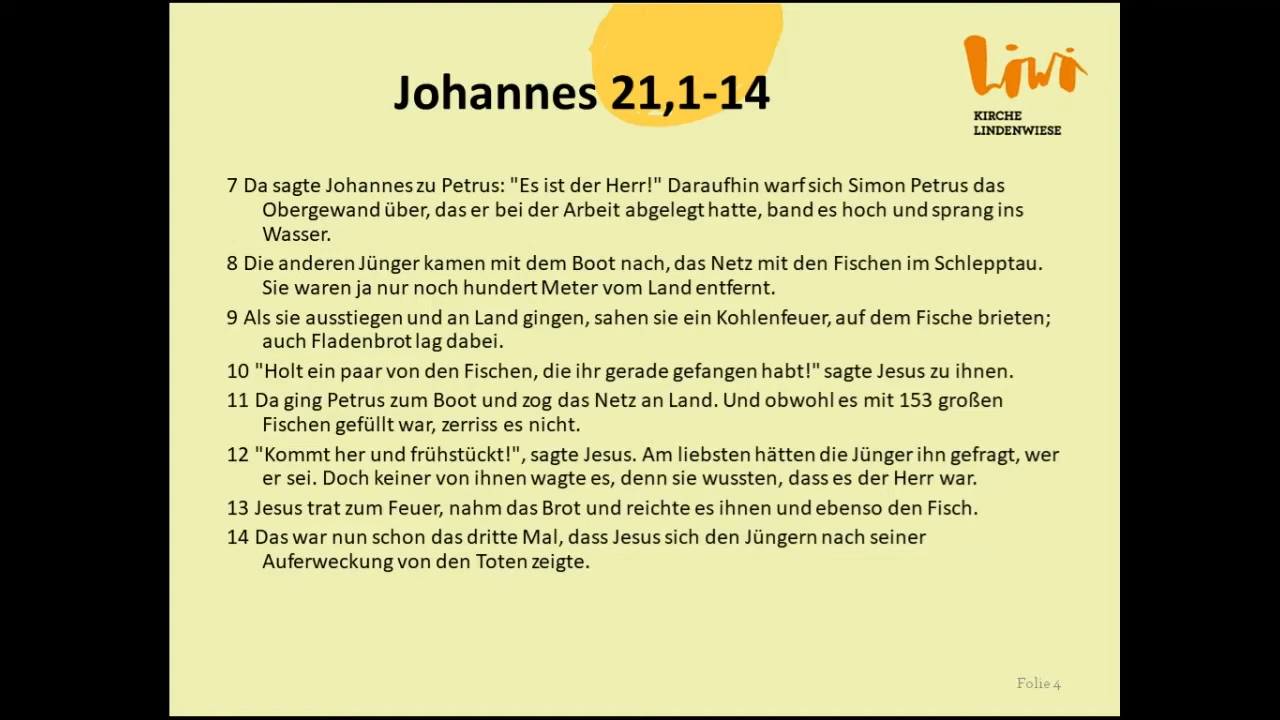 Johannes 21,1-14
Liwi
KIRCHE
LINDENWIESE
7 Da sagte Johannes zu Petrus: "Es ist der Herr!" Daraufhin warf sich Simon Petrus das
Obergewand über, das er bei der Arbeit abgelegt hatte, band es hoch und sprang ins
Wasser.
8 Die anderen Jünger kamen mit dem Boot nach, das Netz mit den Fischen im Schlepptau.
Sie waren ja nur noch hundert Meter vom Land entfernt.
9 Als sie ausstiegen und an Land gingen, sahen sie ein Kohlenfeuer, auf dem Fische brieten;
auch Fladenbrot lag dabei.
10 "Holt ein paar von den Fischen, die ihr gerade gefangen habt!" sagte Jesus zu ihnen.
11 Da ging Petrus zum Boot und zog das Netz an Land. Und obwohl es mit 153 großen
Fischen gefüllt war, zerriss es nicht.
12 "Kommt her und frühstückt!", sagte Jesus. Am liebsten hätten die Jünger ihn gefragt, wer
er sei. Doch keiner von ihnen wagte es, denn sie wussten, dass es der Herr war.
13 Jesus trat zum Feuer, nahm das Brot und reichte es ihnen und ebenso den Fisch.
14 Das war nun schon das dritte Mal, dass Jesus sich den Jüngern nach seiner
Auferweckung von den Toten zeigte.
Folie 4